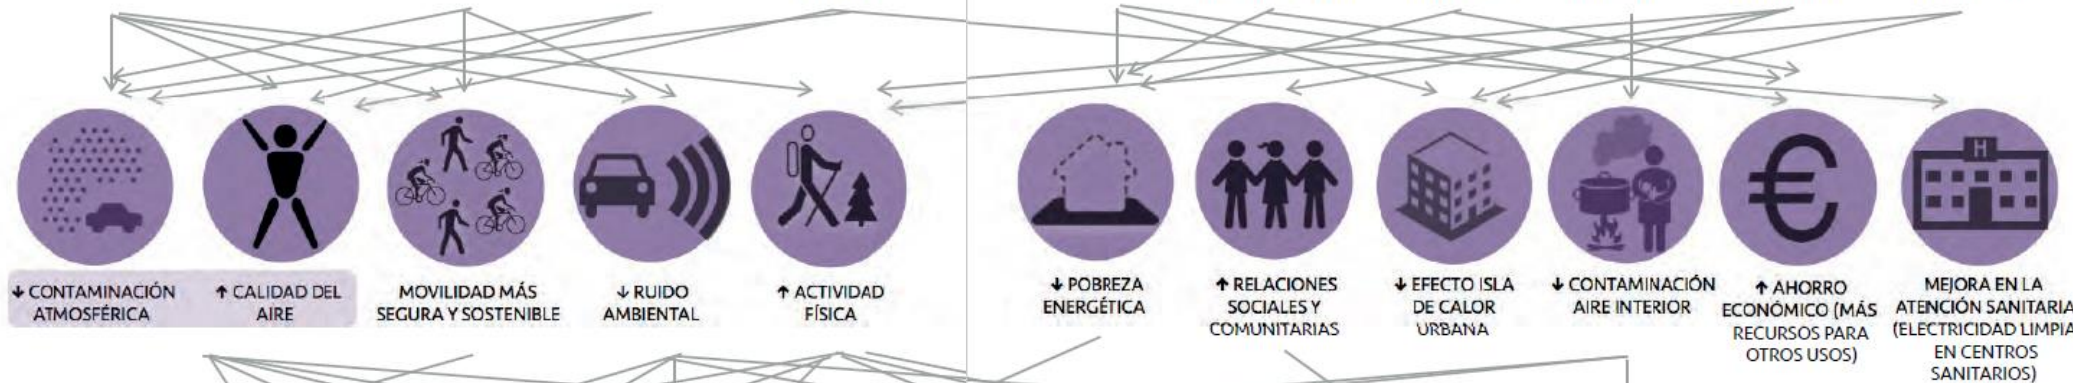 H
↓ CONTAMINACIÓN
ATMOSFÉRICA
↑ CALIDAD DEL
AIRE
MOVILIDAD MÁS
SEGURA Y SOSTENIBLE
↓ RUIDO
AMBIENTAL
↑ ACTIVIDAD
FÍSICA
↓ POBREZA
ENERGÉTICA
↑ RELACIONES
SOCIALES Y
COMUNITARIAS
↓ EFECTO ISLA
DE CALOR
URBANA
↓ CONTAMINACIÓN
AIRE INTERIOR
↑ AHORRO
ECONÓMICO (MÁS
RECURSOS PARA
OTROS USOS)
MEJORA EN LA
ATENCIÓN SANITARIA
(ELECTRICIDAD LIMPIA
EN CENTROS
SANITARIOS)